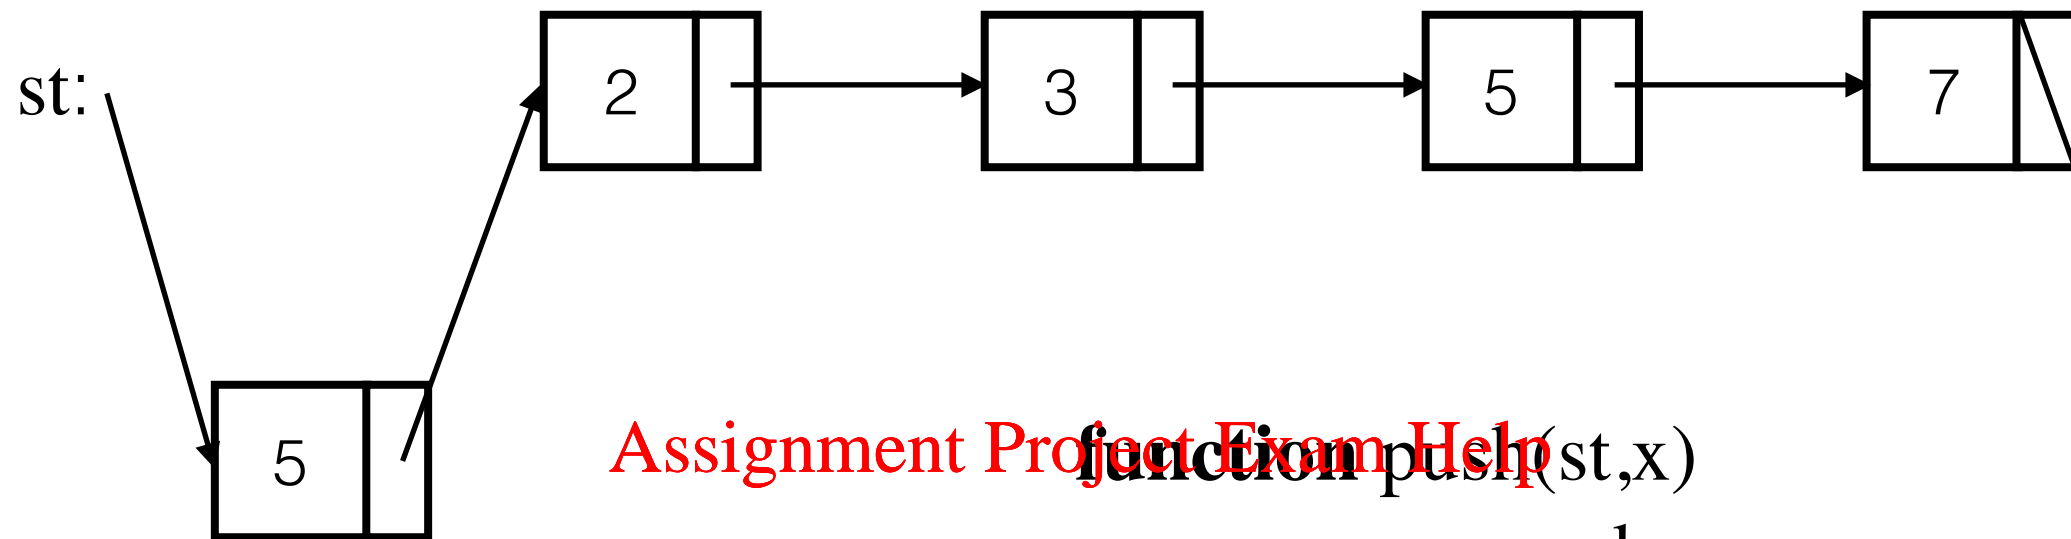 st:
2 3 5 7
5
Assignment Project Exam Help
function push(st,x)